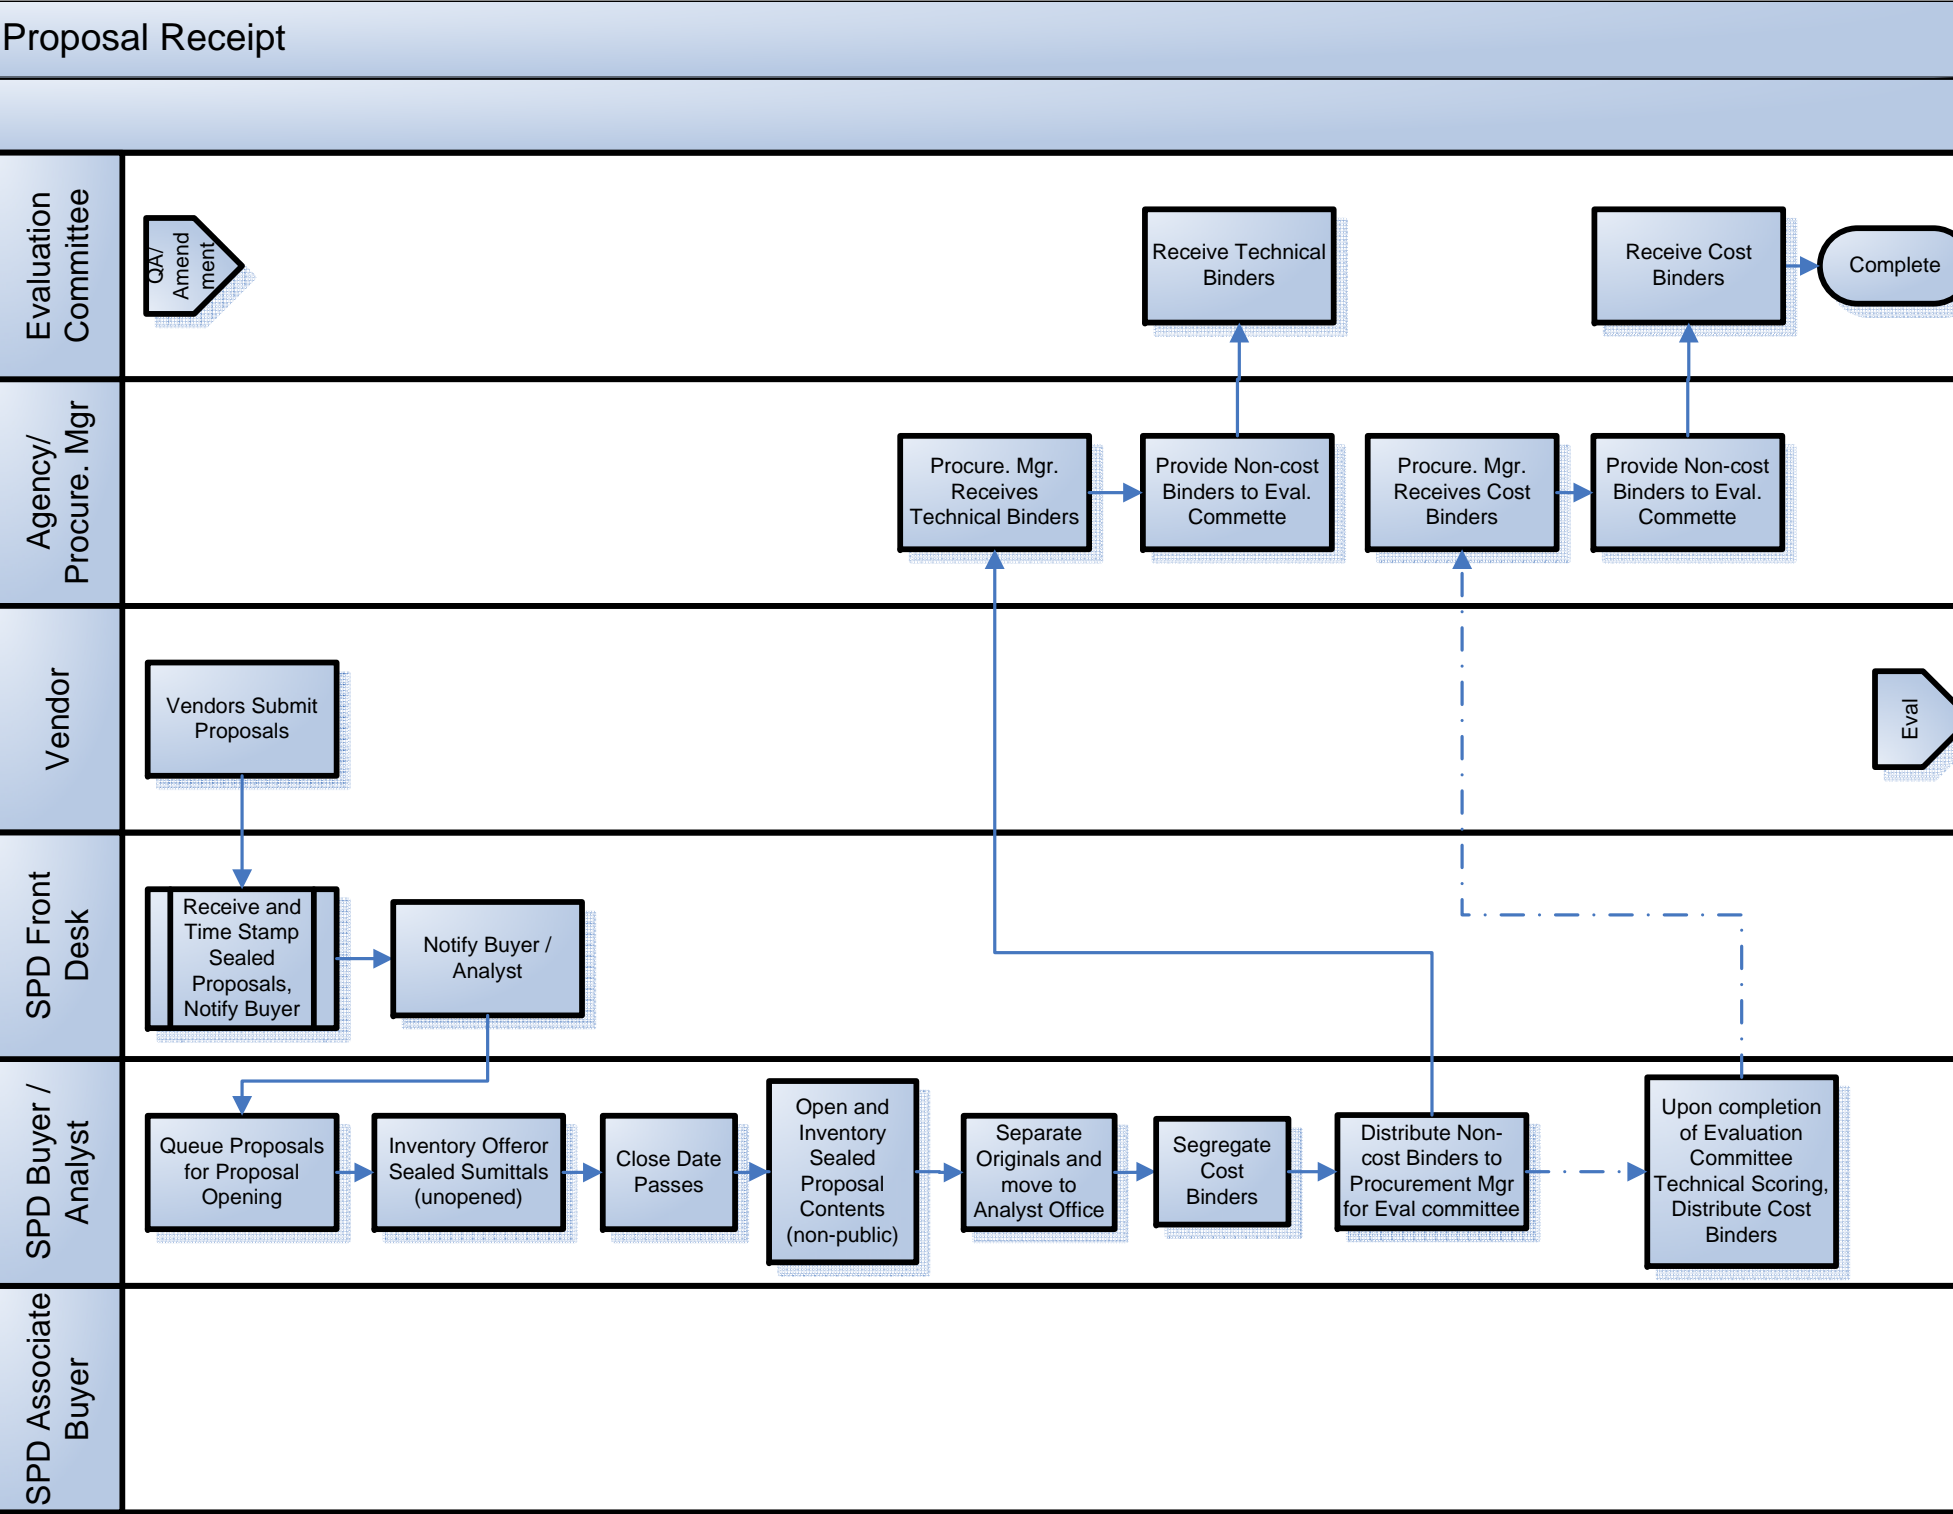 Proposal Receipt
Evaluation
Committee
QA/
Amend
ment
Receive Technical
Binders
Receive Cost
Binders
Complete
Agency/
Procure. Mgr
Procure. Mgr.
Receives
Technical Binders
Provide Non-cost
Binders to Eval.
Commette
Procure. Mgr.
Receives Cost
Binders
Provide Non-cost
Binders to Eval.
Commette
Vendor
Vendors Submit
Proposals
Eval
SPD Front
Desk
Receive and
Time Stamp
Sealed
Proposals,
Notify Buyer
Notify Buyer /
Analyst
SPD Buyer /
Analyst
Queue Proposals
for Proposal
Opening
Inventory Offeror
Sealed Sumittals
(unopened)
Close Date
Passes
Open and
Inventory
Sealed
Proposal
Contents
(non-public)
Separate
Originals and
move to
Analyst Office
Segregate
Cost
Binders
Distribute Non-
cost Binders to
Procurement Mgr
for Eval committee
Upon completion
of Evaluation
Committee
Technical Scoring,
Distribute Cost
Binders
SPD Associate
Buyer